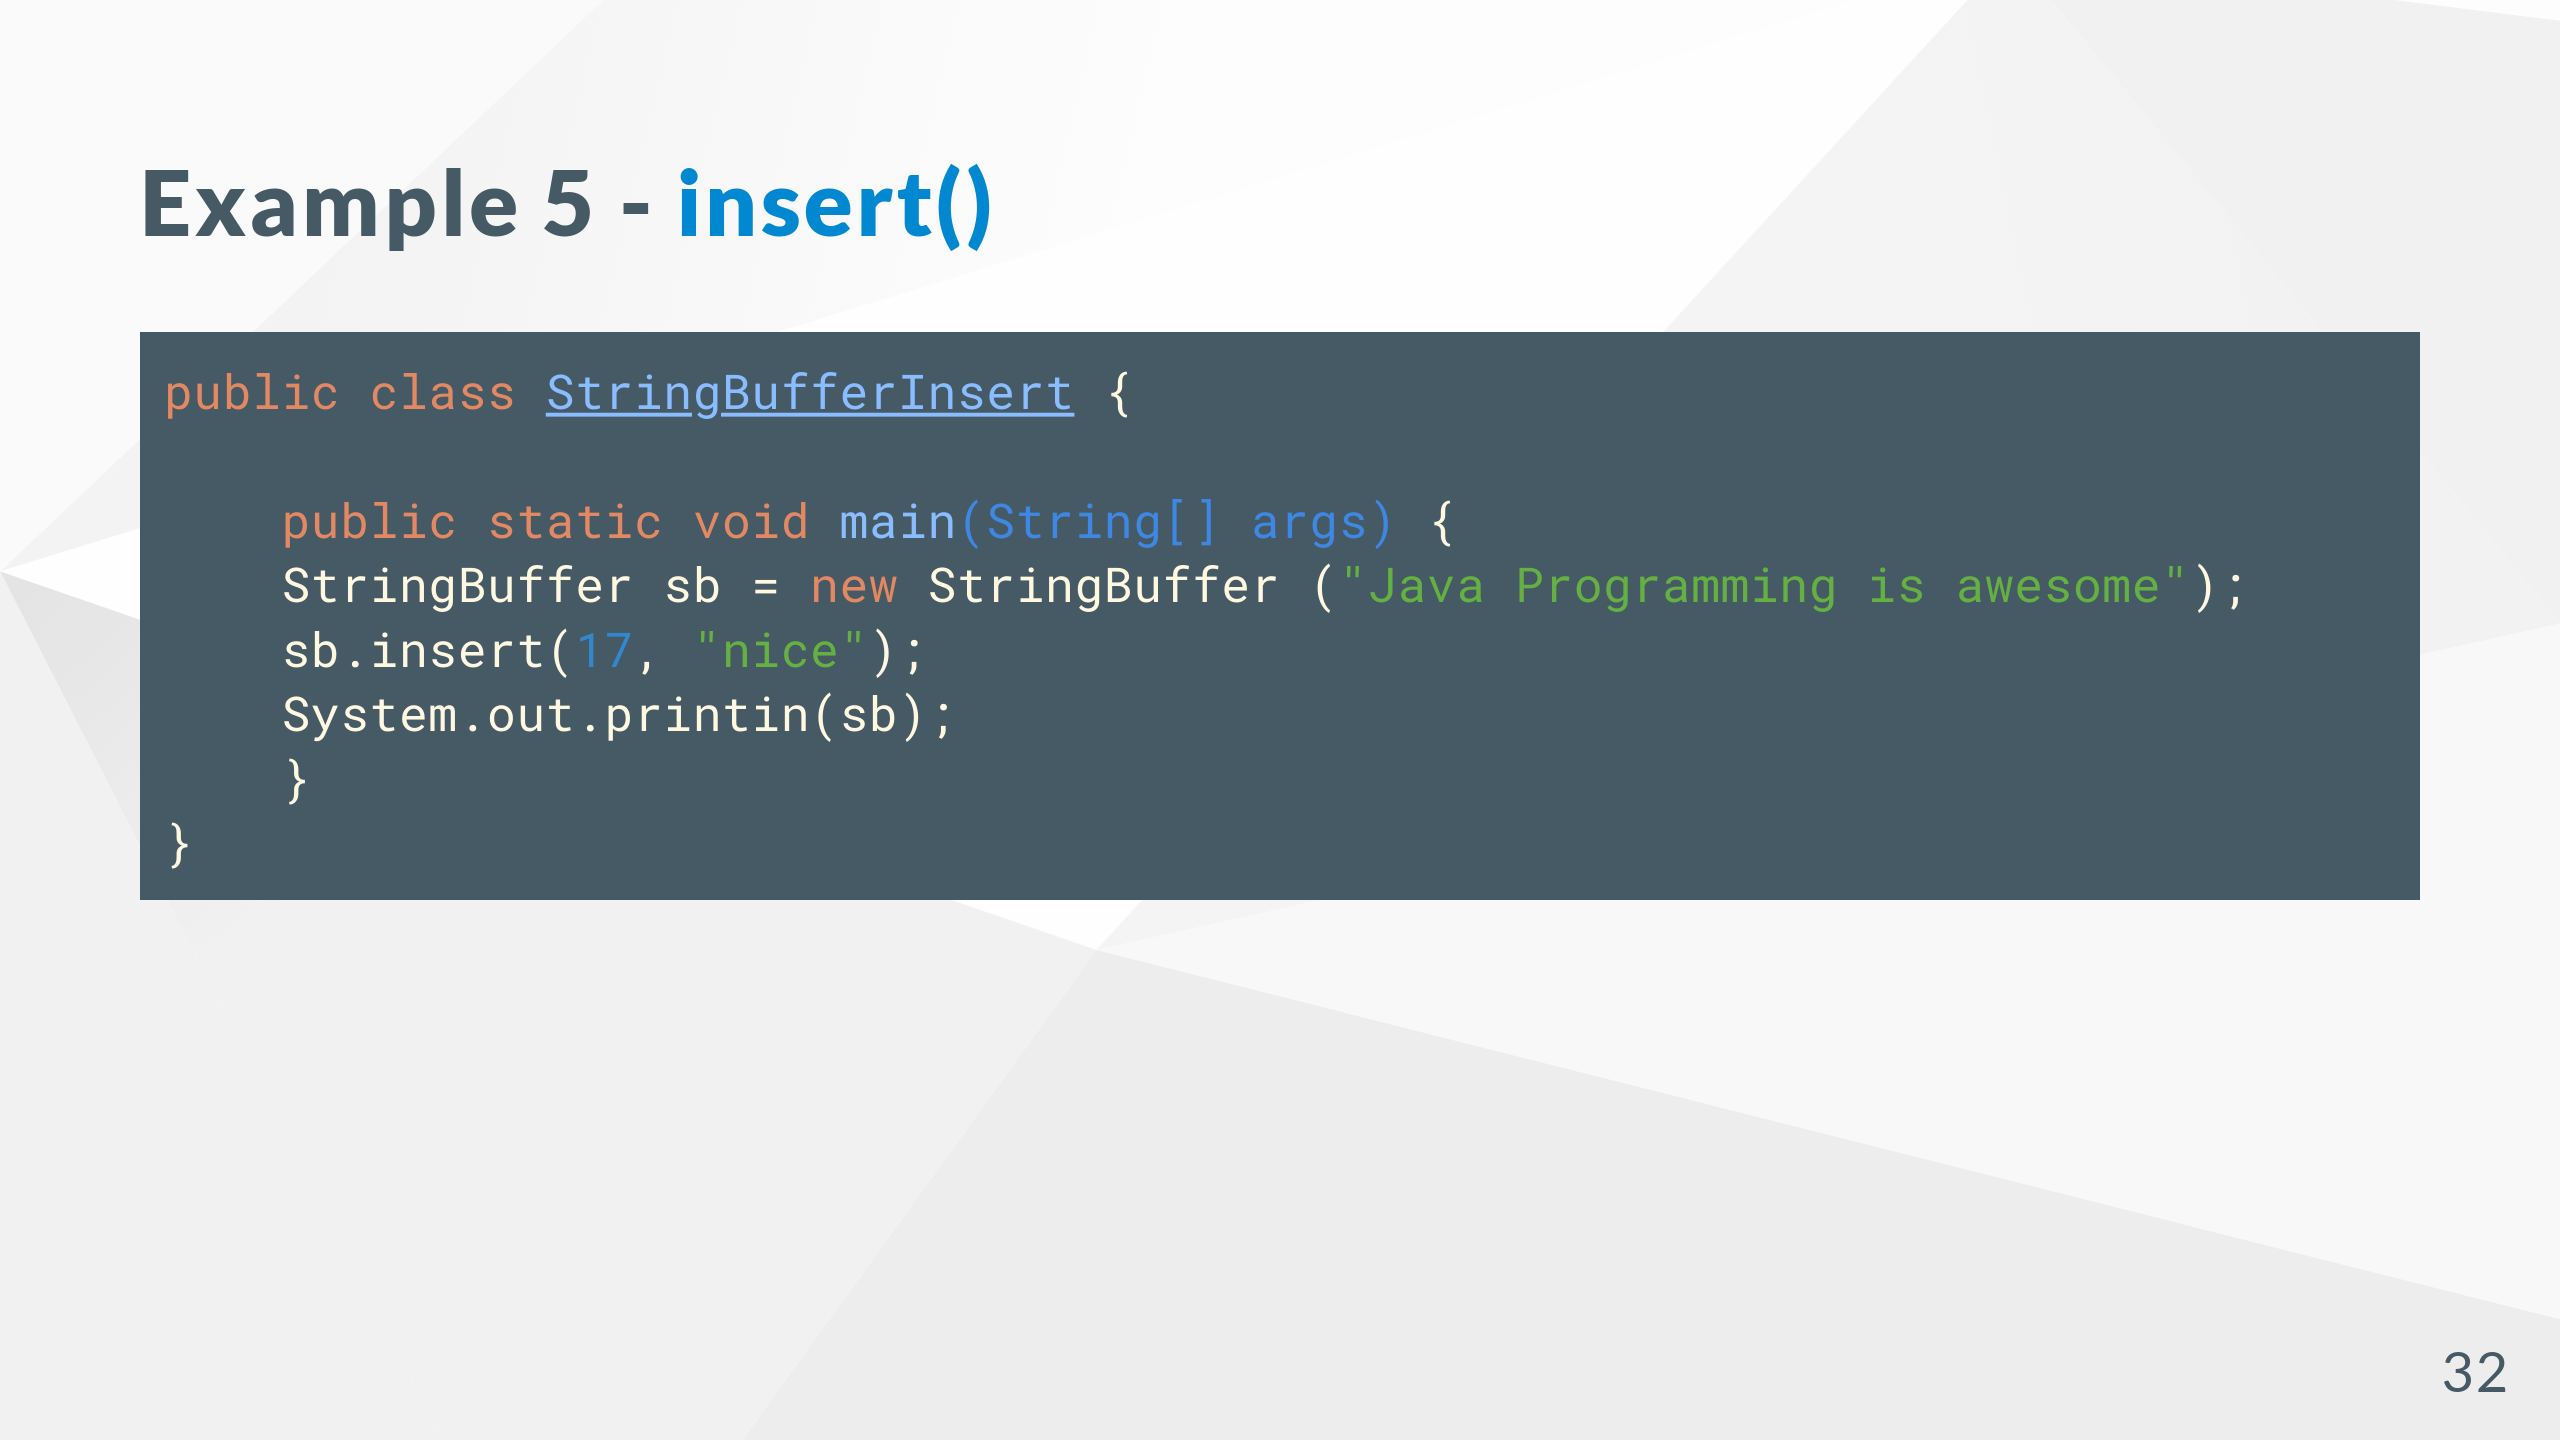 Example 5 - insert()
public class StringBufferInsert {
public static void main(String[] args) {
StringBuffer sb = new StringBuffer ("Java Programming is awesome");
sb.insert(17, "nice");
System.out.printin(sb);
}
}
32